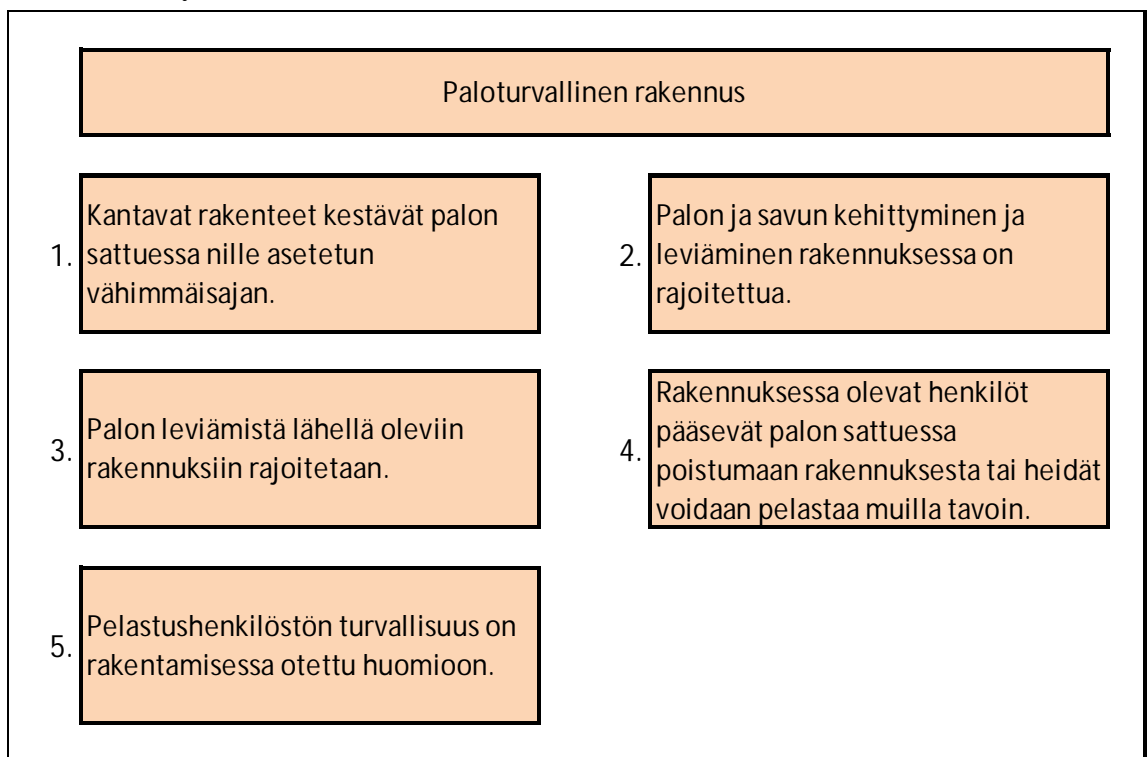 Paloturvallinen rakennus
1.
Kantavat rakenteet kestävät palon
sattuessa nille asetetun
vähimmäisajan.
2.
Palon ja savun kehittyminen ja
leviäminen rakennuksessa on
rajoitettua.
3.
Palon leviämistä lähellä oleviin
rakennuksiin rajoitetaan.
4.
Rakennuksessa olevat henkilöt
pääsevät palon sattuessa
poistumaan rakennuksesta tai heidät
voidaan pelastaa muilla tavoin.
5.
Pelastushenkilöstön turvallisuus on
rakentamisessa otettu huomioon.